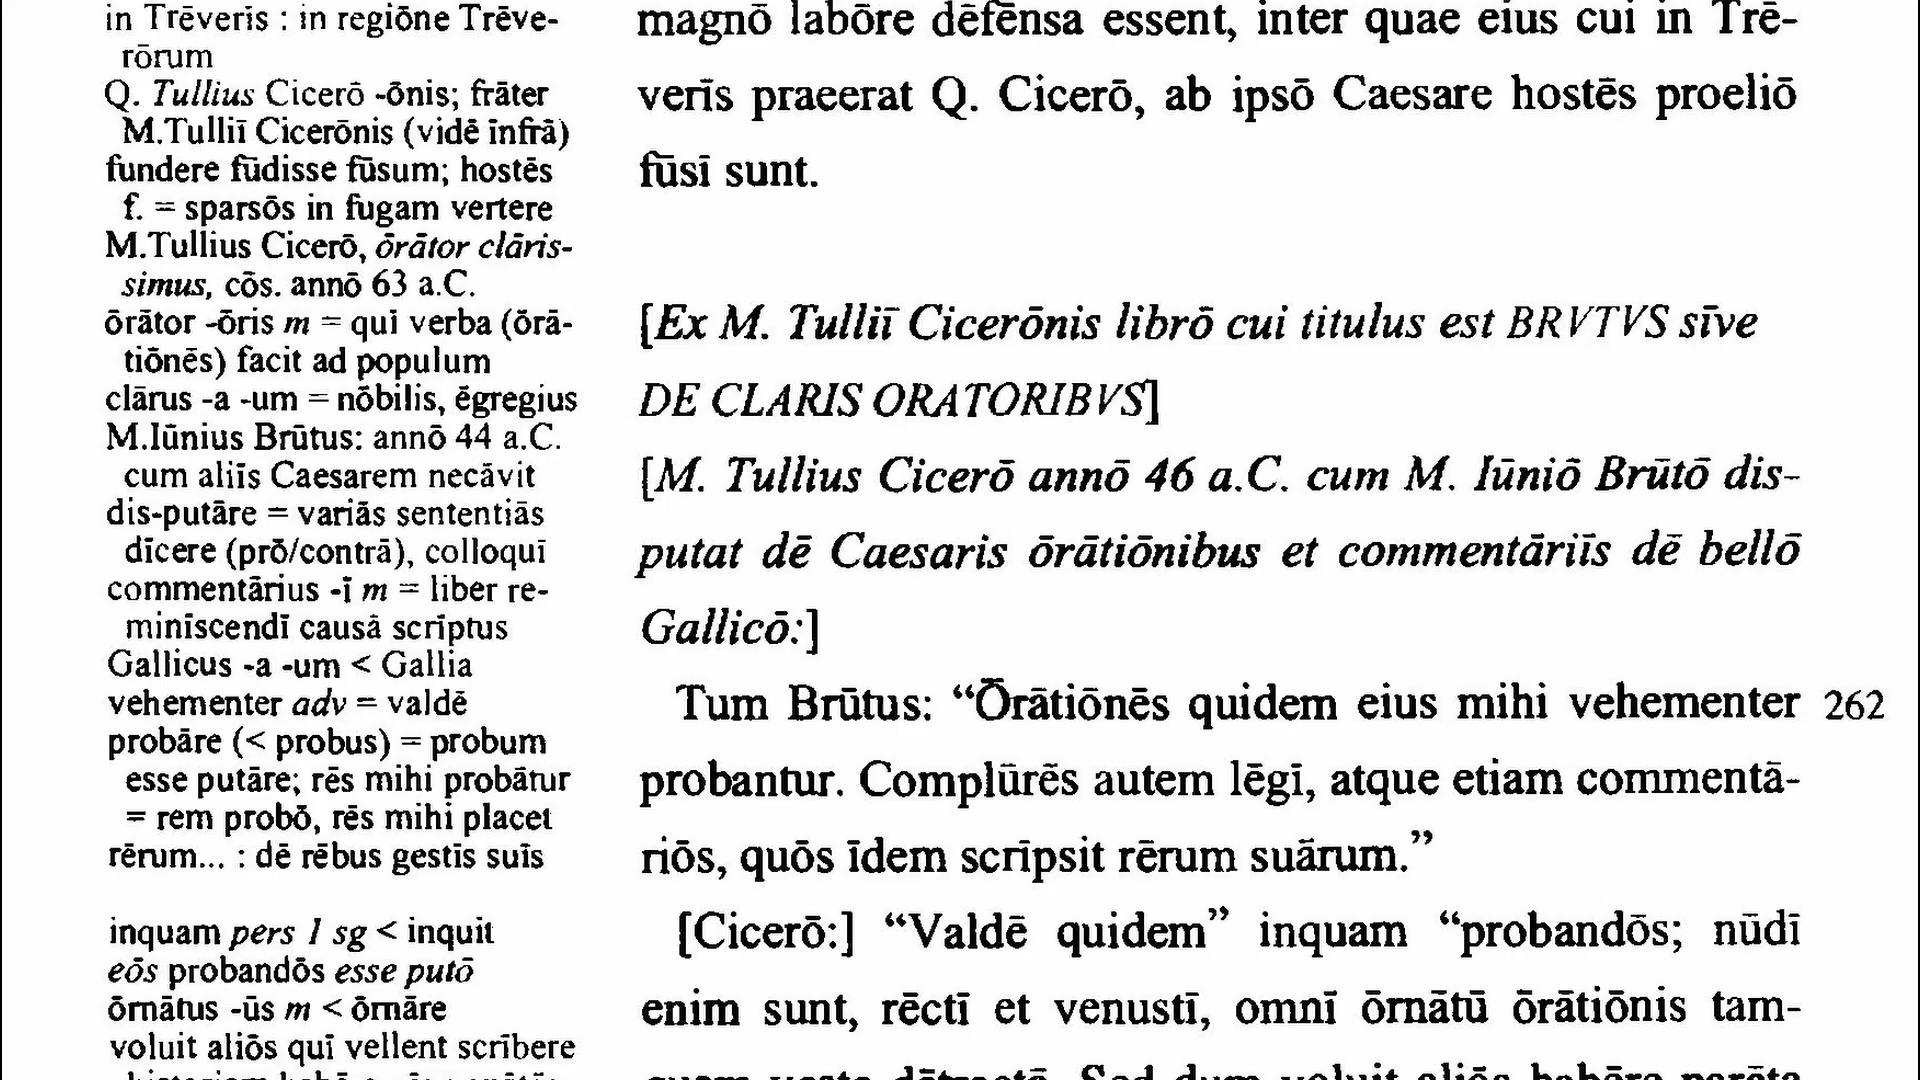 in Trēverīs : in regiōne Trēve-
rōrum
Q. Tullius Cicerō -ōnis; frāter
M.Tulliī Cicerōnis (vidē īnfrā)
fundere fūdisse fūsum; hostēs
f. = sparsōs in fugam vertere
M.Tullius Cicerō, ōrātor clāris-
simus, cōs. annō 63 a.C.
ōrātor -ōris m = quī verba (ōrā-
tiōnēs) facit ad populum
clārus -a -um = nōbilis, ēgregius
M.Iūnius Brūtus: annō 44 a.C.
cum aliīs Caesarem necāvit
dis-putāre = variās sententiās
dīcere (prō/contrā), colloquī
commentārius -ī m = liber re-
minīscendī causā scrīptus
Gallicus -a -um < Gallia
vehementer adv = valdē
probāre (< probus) = probum
esse putāre; rēs mihi probātur
= rem probō, rēs mihi placet
rērum... : dē rēbus gestīs suīs
inquam pers 1 sg < inquit
eōs probandōs esse putō
ōrnātus -ūs m < ōrnāre
voluit aliōs quī vellent scrībere
magnō labōre dēfēnsa essent, inter quae eius cui in Trē-
verīs praeerat Q. Cicerō, ab ipsō Caesare hostēs proeliō
fūsī sunt.
[Ex M. Tulliī Cicerōnis librō cui titulus est BRVTVS sīve
DE CLARIS ORATORIBVS]
[M. Tullius Cicerō annō 46 a.C. cum M. Iūniō Brūtō dis-
putat dē Caesaris ōrātiōnibus et commentāriīs dē bellō
Gallicō:]
Tum Brūtus: “Ōrātiōnēs quidem eius mihi vehementer 262
probantur. Complūrēs autem lēgī, atque etiam commentā-
riōs, quōs īdem scrīpsit rērum suārum.”
[Cicerō:] “Valdē quidem” inquam “probandōs; nūdī
enim sunt, rēctī et venustī, omnī ōrnātū ōrātiōnis tam-
quam veste dētractā. Sed dum voluit aliōs habēre parāta